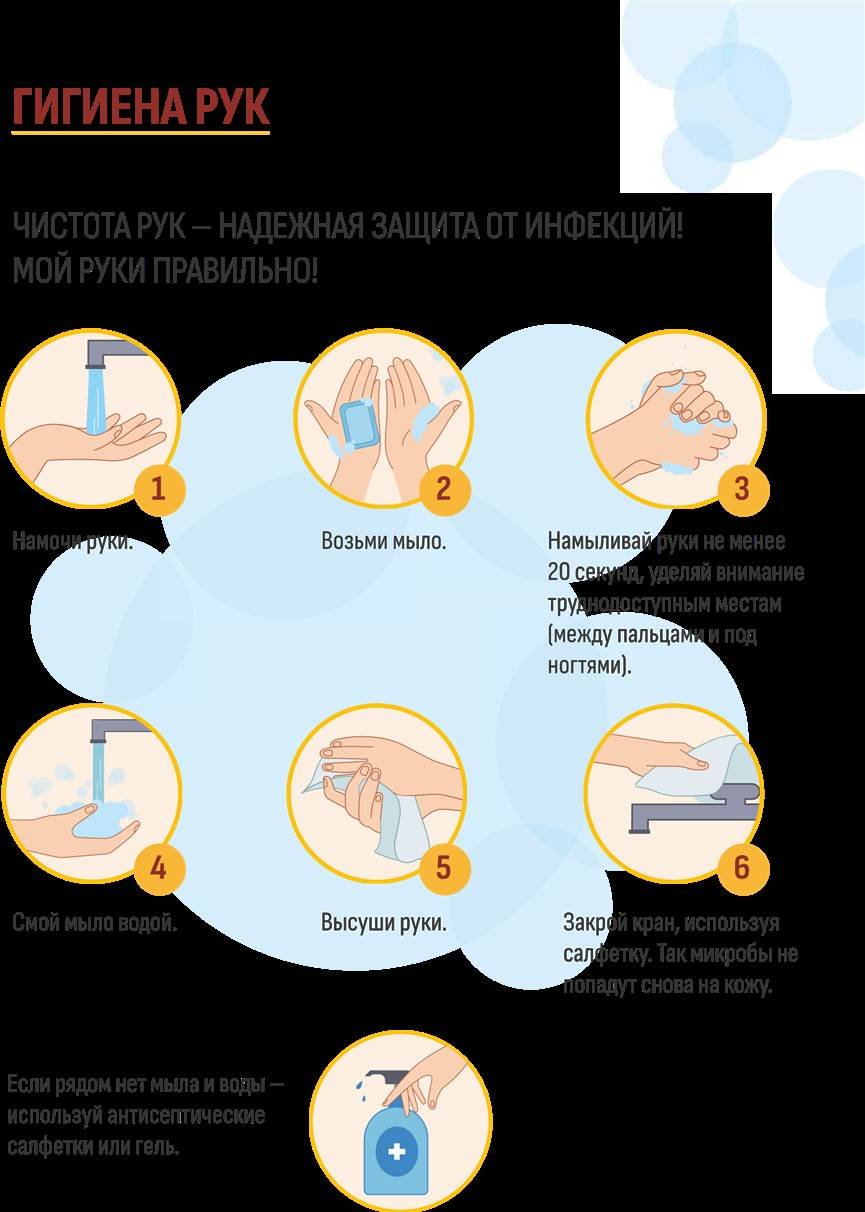 ГИГИЕНА РУК
ЧИСТОТА РУК – НАДЕЖНАЯ ЗАЩИТА ОТ ИНФЕКЦИЙ!
МОЙ РУКИ ПРАВИЛЬНО!
1
Намочи руки.
2
Возьми мыло.
3
Намыливай руки не менее
20 секунд, уделяй внимание
труднодоступным местам
(между пальцами и под
ногтями).
4
Смой мыло водой.
5
Высуши руки.
6
Закрой кран, используя
салфетку. Так микробы не
попадут снова на кожу.
Если рядом нет мыла и воды –
используй антисептические
салфетки или гель.